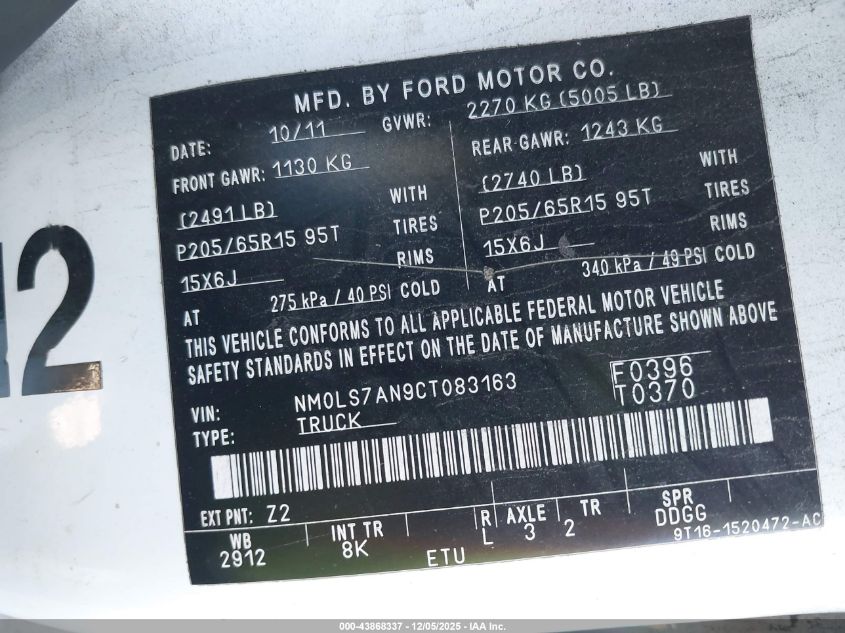 MFD. BY FORD MOTOR CO.
DATE: 10/11 GVWR: 2270 KG (5005 LB)
FRONT GAWR: 1130 KG REAR GAWR: 1243 KG
(2491 LB) WITH (2740 LB) WITH
P205/65R15 95T TIRES P205/65R15 95T TIRES
15X6J RIMS 15X6J RIMS
AT 275 kPa / 40 PSI COLD AT 340 kPa / 49 PSI COLD
THIS VEHICLE CONFORMS TO ALL APPLICABLE FEDERAL MOTOR VEHICLE
SAFETY STANDARDS IN EFFECT ON THE DATE OF MANUFACTURE SHOWN ABOVE
VIN: NM0LS7AN9CT083163 F0396
TYPE: TRUCK T0370
EXT PNT: Z2
WB INT TR R AXLE TR SPR
2912 8K L 3 2 DDGG
ETU 9T16-1520472-AC
42
000-43868337 - 12/05/2025 - IAA Inc.